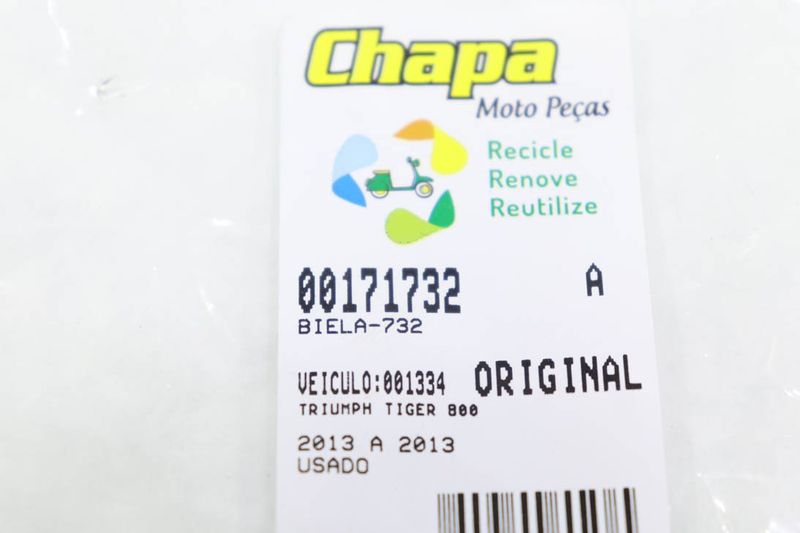 Chapa
Moto Peças
Recicle
Renove
Reutilize
00171732 A
BIELA-732
VEICULO:001334 ORIGINAL
TRIUMPH TIGER 800
2013 A 2013
USADO